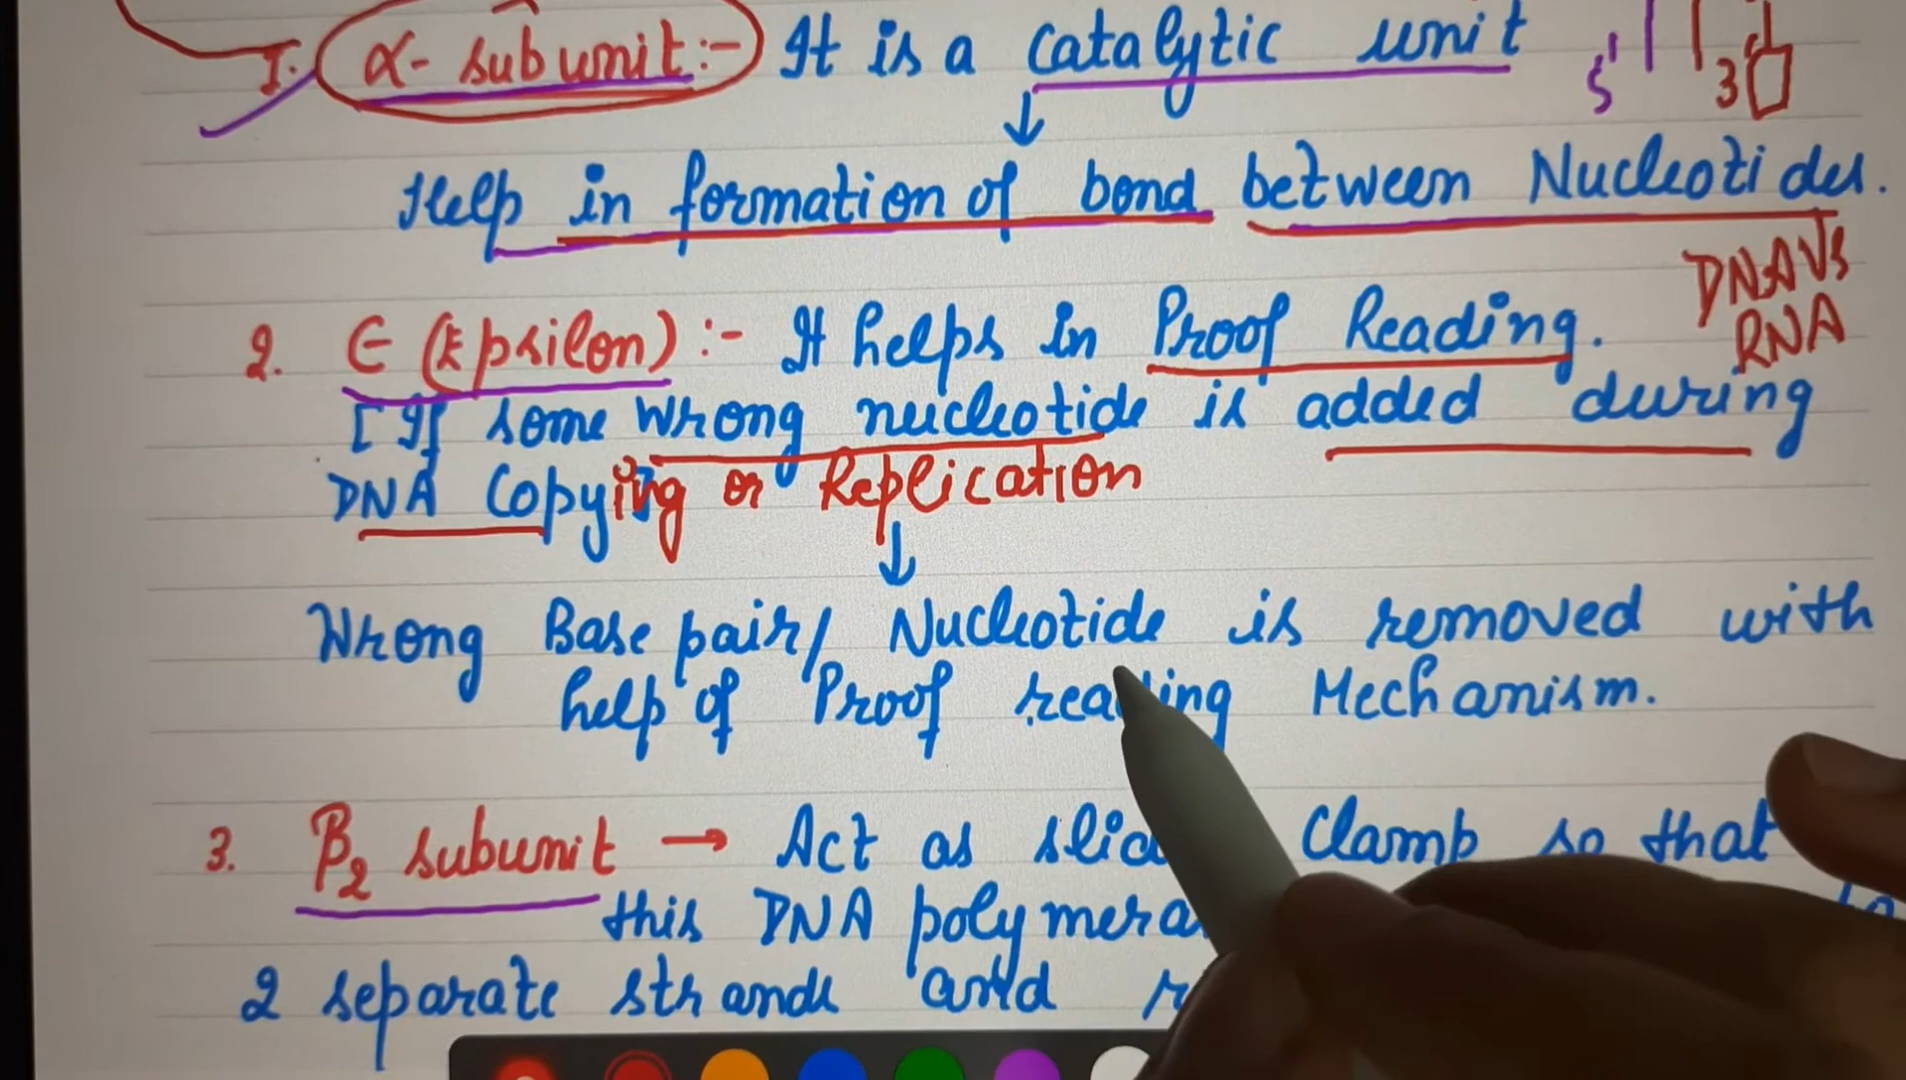 1. α- subunit:- It is a catalytic unit
5' 3
Help in formation of bond between Nucleotides.
DNA Vs
RNA
2. ∈ (Epsilon) :- It helps in Proof Reading.
[If some wrong nucleotide is added during
DNA Copying or Replication
↓
Wrong Base pair/ Nucleotide is removed with
help of Proof reading Mechanism.
3. β2 subunit → Act as Clamp so that
this DNA
2 separate strands and